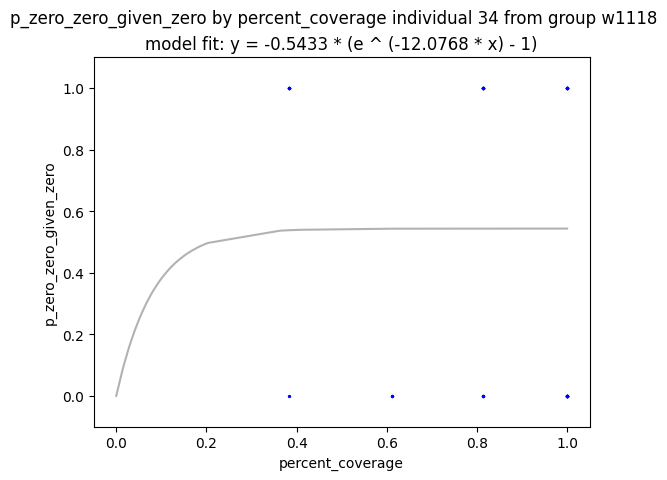 p_zero_zero_given_zero by percent_coverage individual 34 from group w1118
model fit: y = -0.5433 * (e ^ (-12.0768 * x) - 1)
1.0
0.8
0.6
0.4
0.2
0.0
p_zero_zero_given_zero
0.0 0.2 0.4 0.6 0.8 1.0
percent_coverage